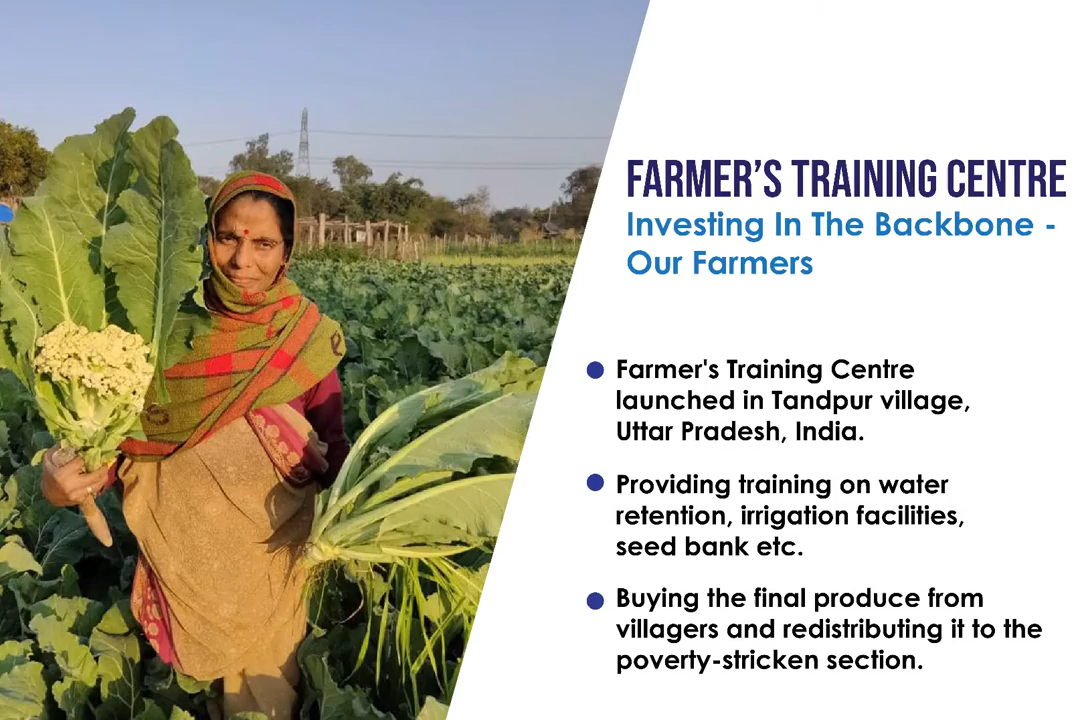 FARMER’S TRAINING CENTRE
Investing In The Backbone -
Our Farmers
Farmer's Training Centre
launched in Tandpur village,
Uttar Pradesh, India.
Providing training on water
retention, irrigation facilities,
seed bank etc.
Buying the final produce from
villagers and redistributing it to the
poverty-stricken section.